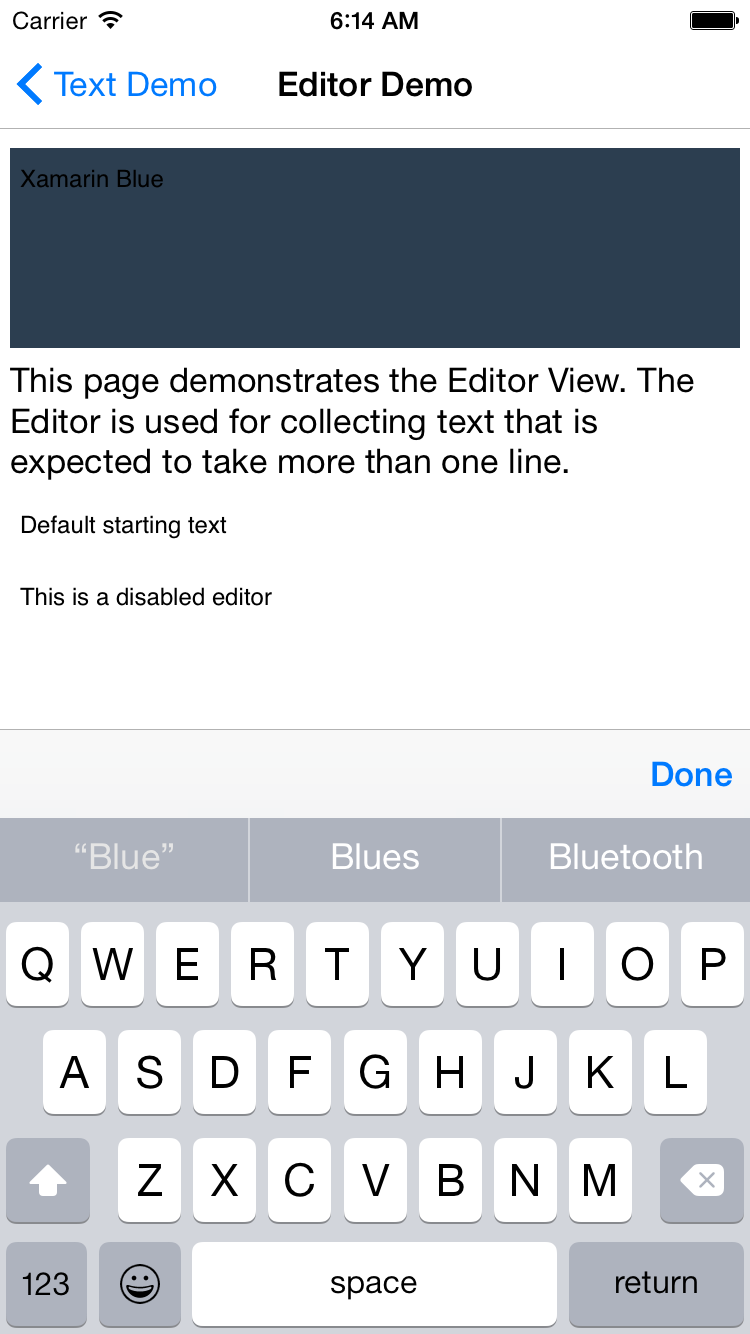 Carrier 6:14 AM
Text Demo Editor Demo
Xamarin Blue
This page demonstrates the Editor View. The
Editor is used for collecting text that is
expected to take more than one line.
Default starting text
This is a disabled editor
Done
“Blue” Blues Bluetooth
Q W E R T Y U I O P
A S D F G H J K L
Z X C V B N M
123 space return